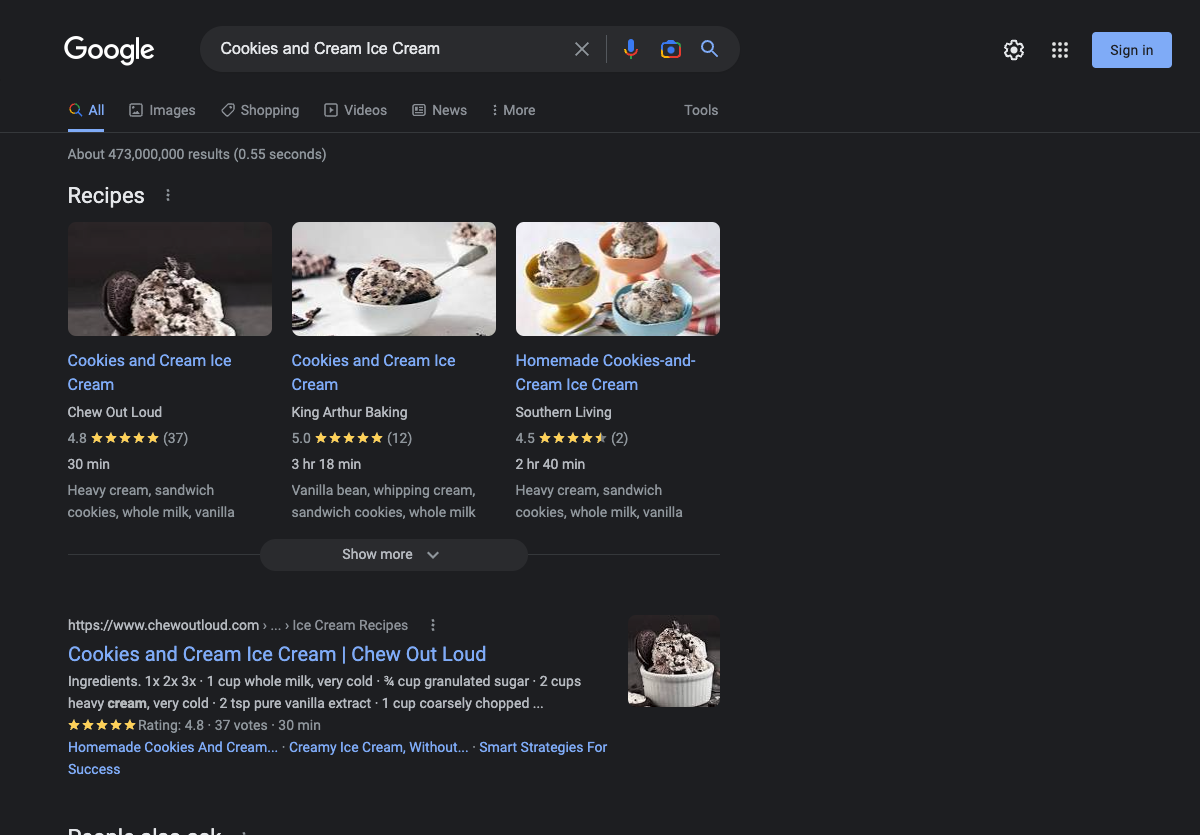 Google
Cookies and Cream Ice Cream
Sign in
All
Images
Shopping
Videos
News
More
Tools
About 473,000,000 results (0.55 seconds)
Recipes
Cookies and Cream Ice
Cream
Chew Out Loud
4.8 (37)
30 min
Heavy cream, sandwich
cookies, whole milk, vanilla
Cookies and Cream Ice
Cream
King Arthur Baking
5.0 (12)
3 hr 18 min
Vanilla bean, whipping cream,
sandwich cookies, whole milk
Homemade Cookies-and-
Cream Ice Cream
Southern Living
4.5 (2)
2 hr 40 min
Heavy cream, sandwich
cookies, whole milk, vanilla
Show more
https://www.chewoutloud.com › ... › Ice Cream Recipes
Cookies and Cream Ice Cream | Chew Out Loud
Ingredients. 1x 2x 3x · 1 cup whole milk, very cold · ¾ cup granulated sugar · 2 cups
heavy cream, very cold · 2 tsp pure vanilla extract · 1 cup coarsely chopped ...
Rating: 4.8 · 37 votes · 30 min
Homemade Cookies And Cream... · Creamy Ice Cream, Without... · Smart Strategies For
Success
People also ask